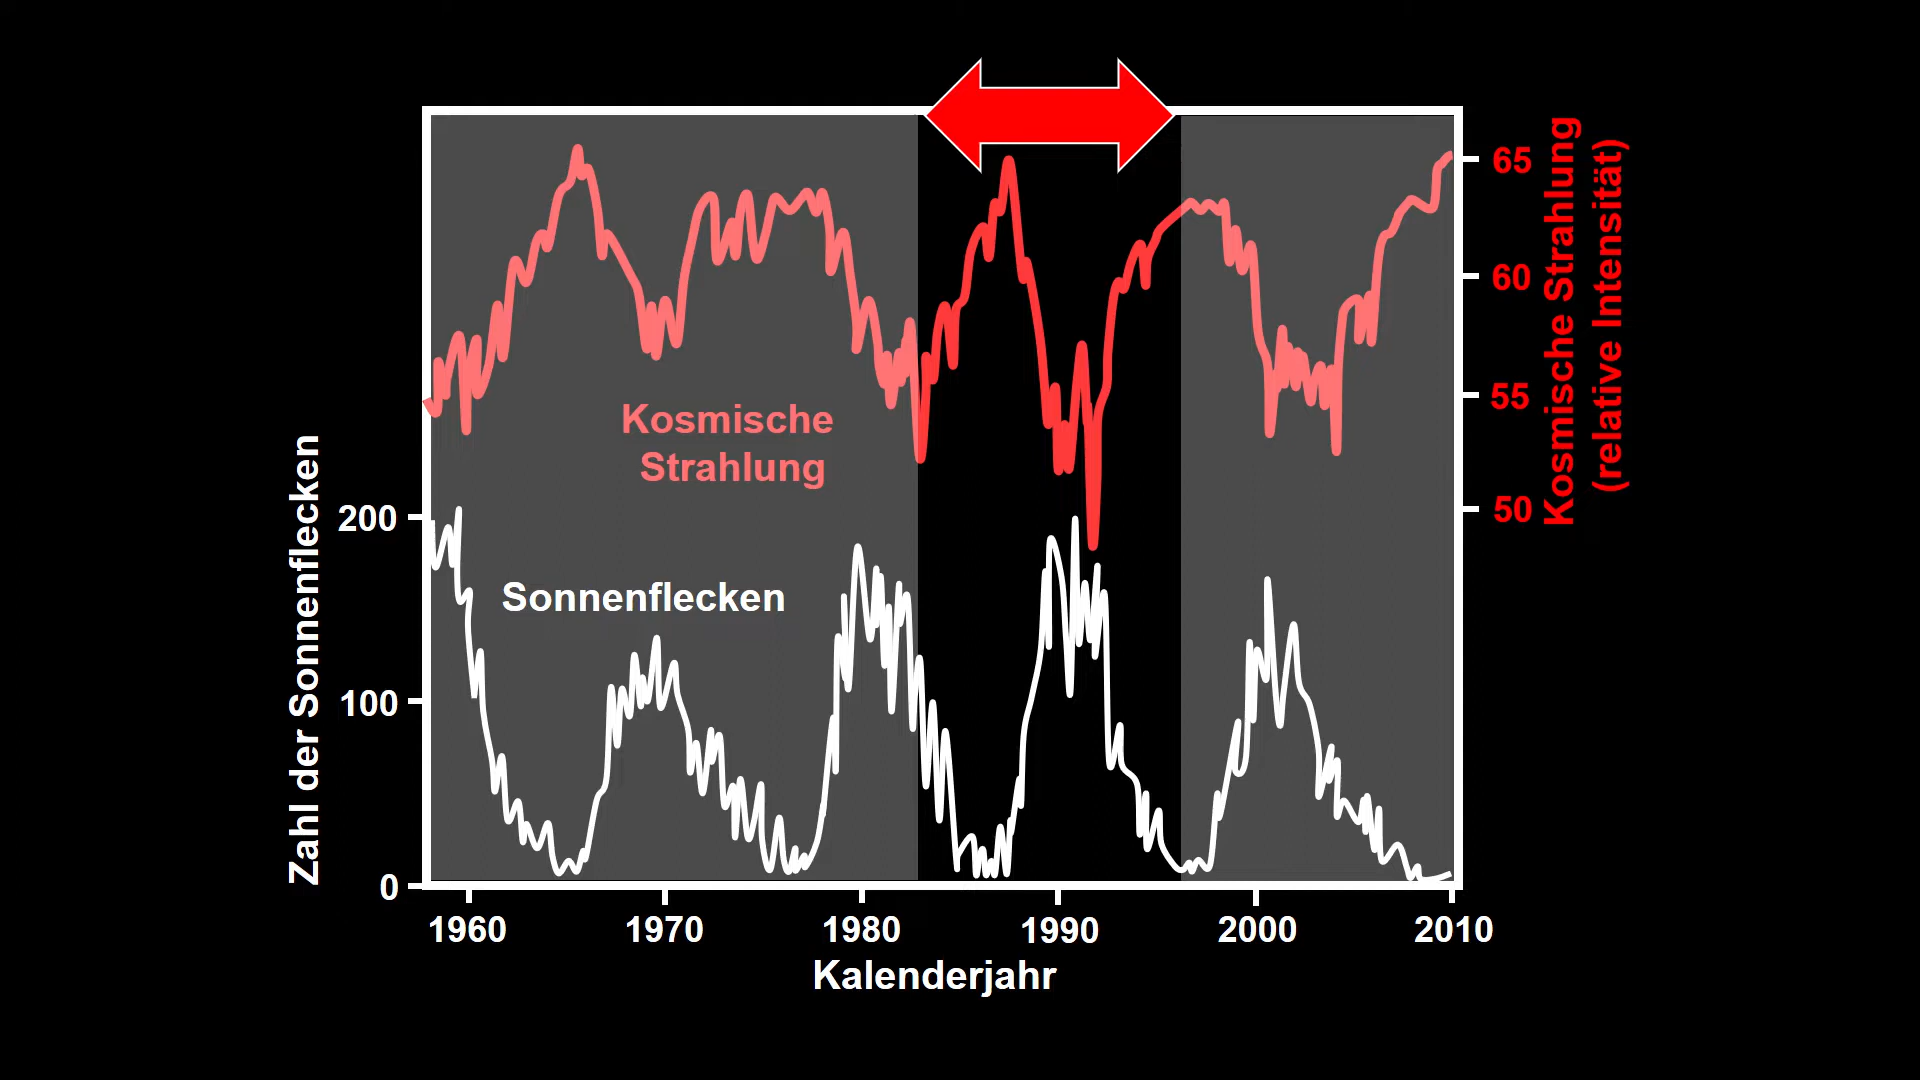 Zahl der Sonnenflecken
200
100
0
Kosmische
Strahlung
Sonnenflecken
65
60
55
50
Kosmische Strahlung
(relative Intensität)
1960
1970
1980
1990
2000
2010
Kalenderjahr